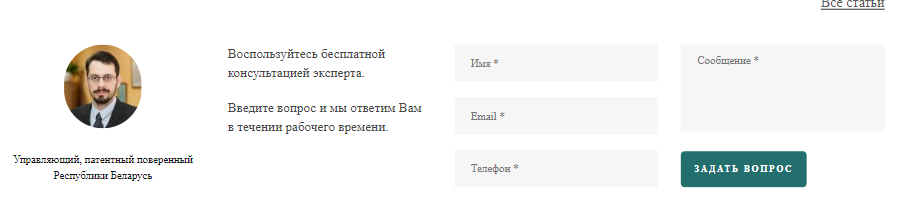 Все статьи
Воспользуйтесь бесплатной
консультацией эксперта.
Введите вопрос и мы ответим Вам
в течении рабочего времени.
Управляющий, патентный поверенный
Республики Беларусь
Имя *
Email *
Телефон *
Сообщение *
ЗАДАТЬ ВОПРОС